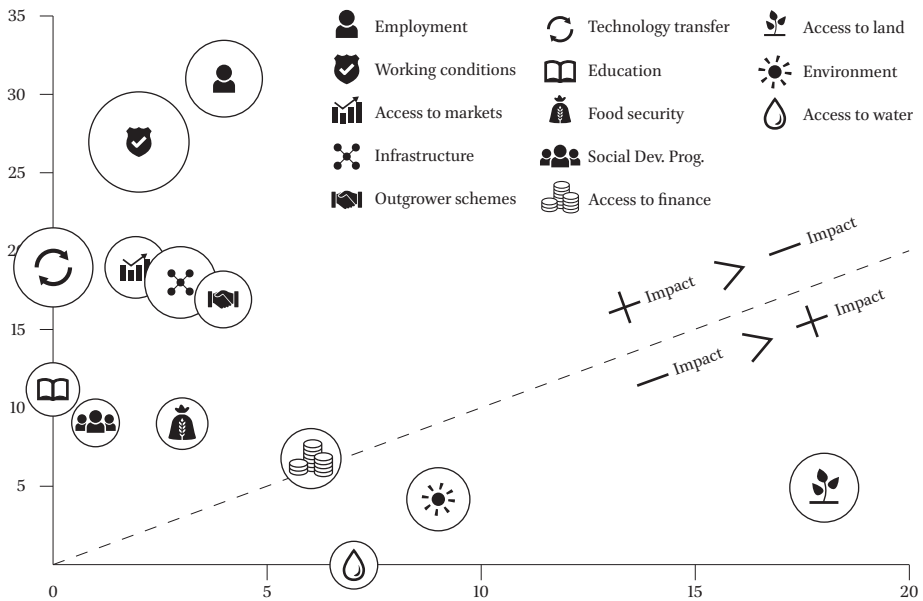 35
30
25
20
15
10
5
0
5
10
15
20
Employment
Working conditions
Access to markets
Infrastructure
Outgrower schemes
Technology transfer
Education
Food security
Social Dev. Prog.
Access to finance
Access to land
Environment
Access to water
+ Impact > − Impact
− Impact > + Impact